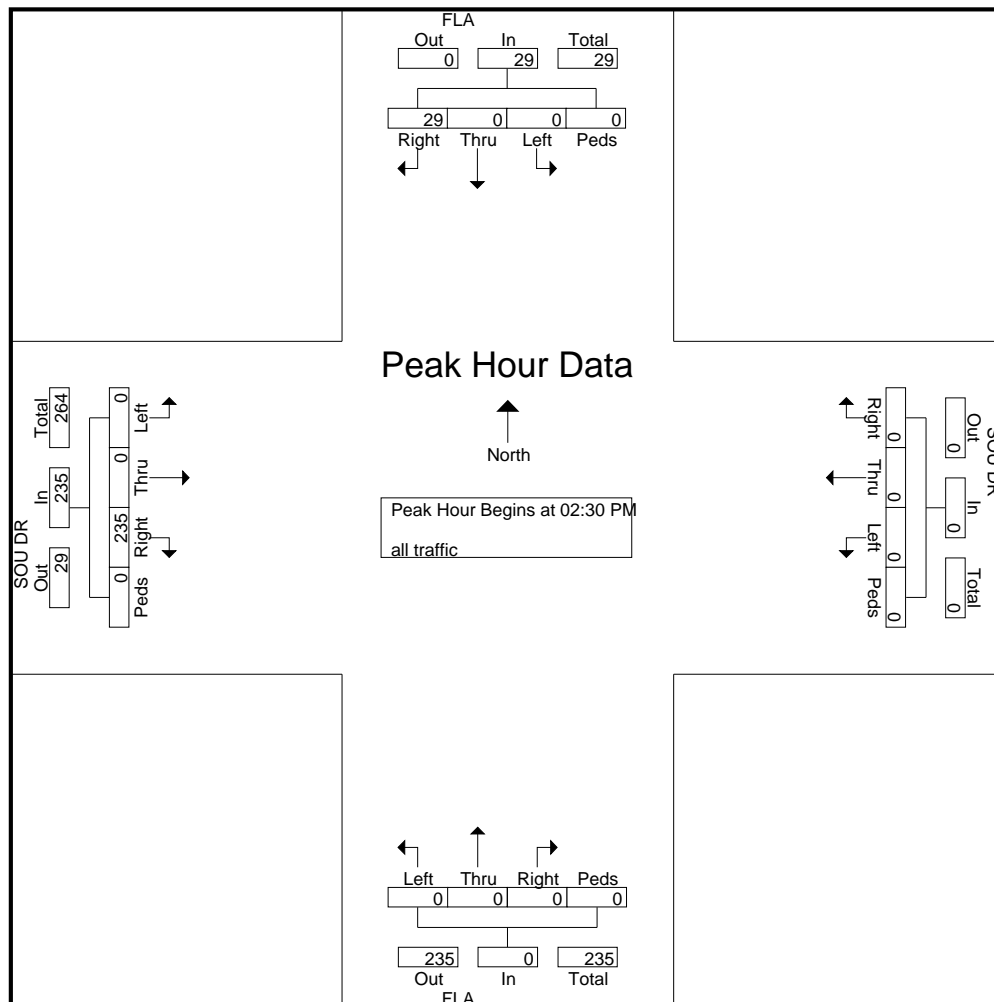 FLA
Out In Total
0 29 29
29 0 0 0
Right Thru Left Peds
Peak Hour Data
North
Peak Hour Begins at 02:30 PM
all traffic
SOU DR
Out In Total
29 235 264
0 235 0 0
Peds Right Thru Left
SOU DR
Out In Total
0 0 0
0 0 0 0
Right Thru Left Peds
Left Thru Right Peds
0 0 0 0
235 0 235
Out In Total
FLA